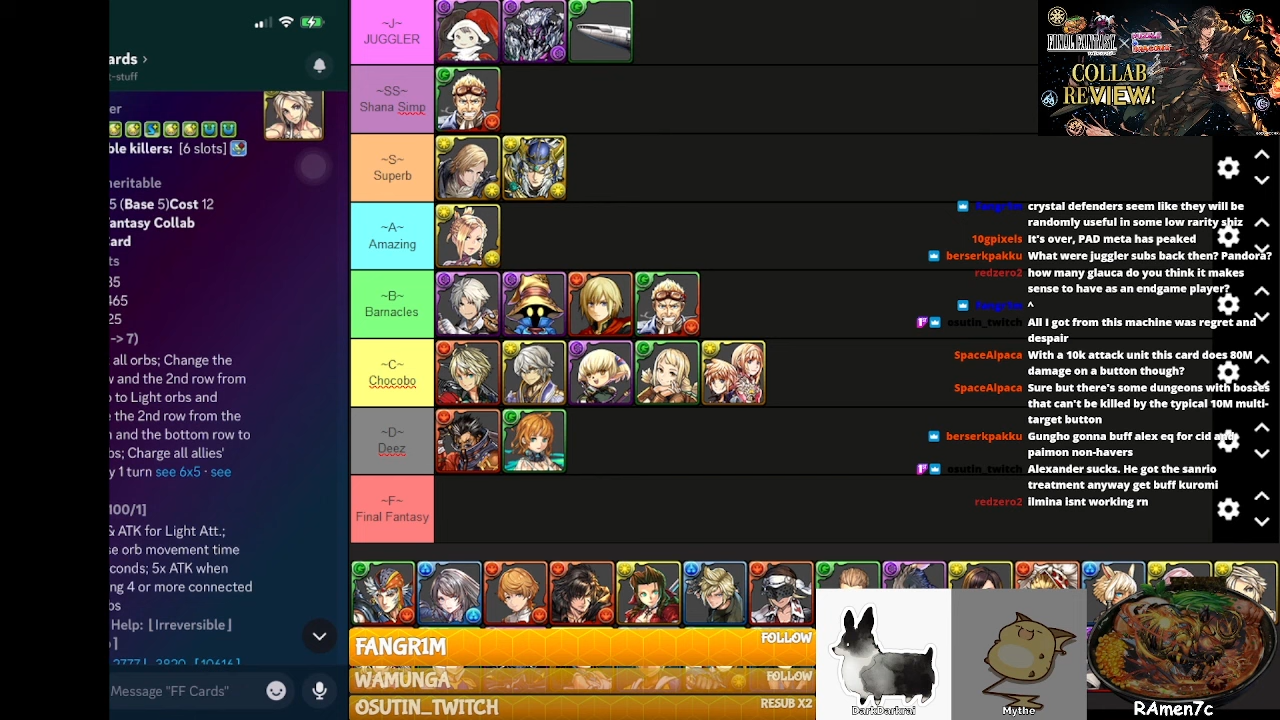 ards ›
t-stuff
er
ble killers: [6 slots]
heritable
5 (Base 5)Cost 12
antasy Collab
ard
ts
35
465
25
-> 7)
all orbs; Change the
v and the 2nd row from
to Light orbs and
the 2nd row from the
n and the bottom row to
bs; Charge all allies'
y 1 turn see 6x5 · see
100/1]
& ATK for Light Att.;
se orb movement time
conds; 5x ATK when
ng 4 or more connected
bs
Help: [Irreversible]
]
2777] 3820 [10616]
Message "FF Cards"
~J~
JUGGLER
~SS~
Shana Simp
~S~
Superb
~A~
Amazing
~B~
Barnacles
~C~
Chocobo
~D~
Deez
~F~
Final Fantasy
FINAL FANTASY
COLLAB
REVIEW!
Fangr1m crystal defenders seem like they will be
randomly useful in some low rarity shiz
10gpixels It's over, PAD meta has peaked
berserkpakku What were juggler subs back then? Pandora?
redzero2 how many glauca do you think it makes
sense to have as an endgame player?
Fangr1m ^
osutin_twitch All I got from this machine was regret and
despair
SpaceAlpaca With a 10k attack unit this card does 80M
damage on a button though?
SpaceAlpaca Sure but there's some dungeons with bosses
that can't be killed by the typical 10M multi-
target button
berserkpakku Gungho gonna buff alex eq for cid and
paimon non-havers
osutin_twitch Alexander sucks. He got the sanrio
treatment anyway get buff kuromi
redzero2 ilmina isnt working rn
FANGR1M FOLLOW
WAMUNGA FOLLOW
OSUTIN_TWITCH RESUB X2
DarkDarkrai
Mythe
RAmen7c